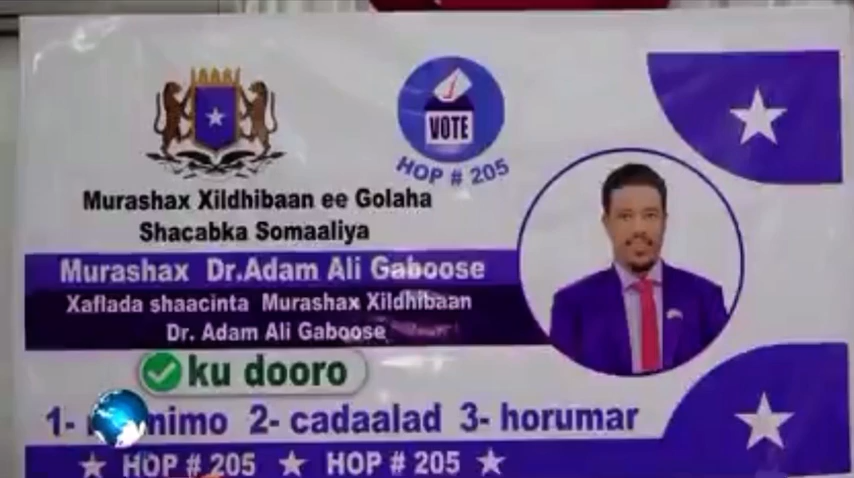 VOTE
HOP # 205
Murashax Xildhibaan ee Golaha
Shacabka Somaaliya
Murashax Dr.Adam Ali Gaboose
Xaflada shaacinta Murashax Xildhibaan
Dr. Adam Ali Gaboose
ku dooro
1- 2- cadaalad 3- horumar
HOP # 205 HOP # 205